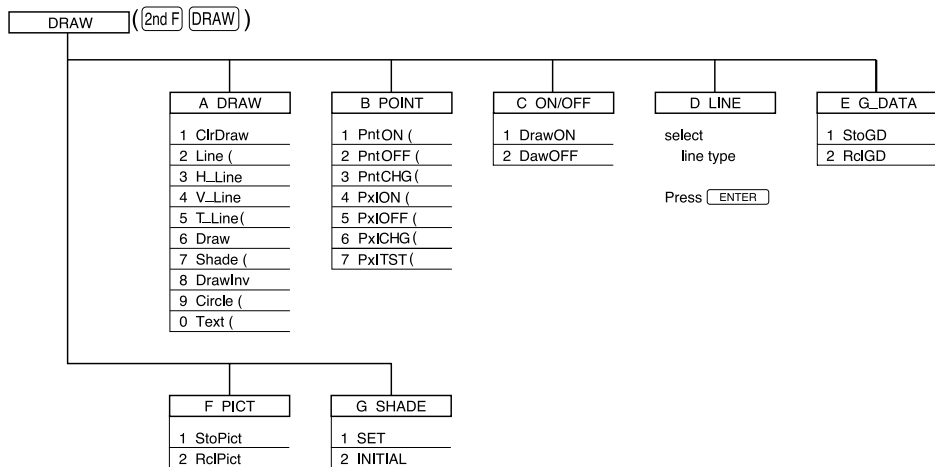 DRAW (2nd F DRAW)
A DRAW
1 ClrDraw
2 Line (
3 H_Line
4 V_Line
5 T_Line(
6 Draw
7 Shade (
8 DrawInv
9 Circle (
0 Text (
B POINT
1 PntON (
2 PntOFF (
3 PntCHG (
4 PxlON (
5 PxlOFF (
6 PxlCHG (
7 PxlTST (
C ON/OFF
1 DrawON
2 DawOFF
D LINE
select
line type
Press ENTER
E G_DATA
1 StoGD
2 RclGD
F PICT
1 StoPict
2 RclPict
G SHADE
1 SET
2 INITIAL